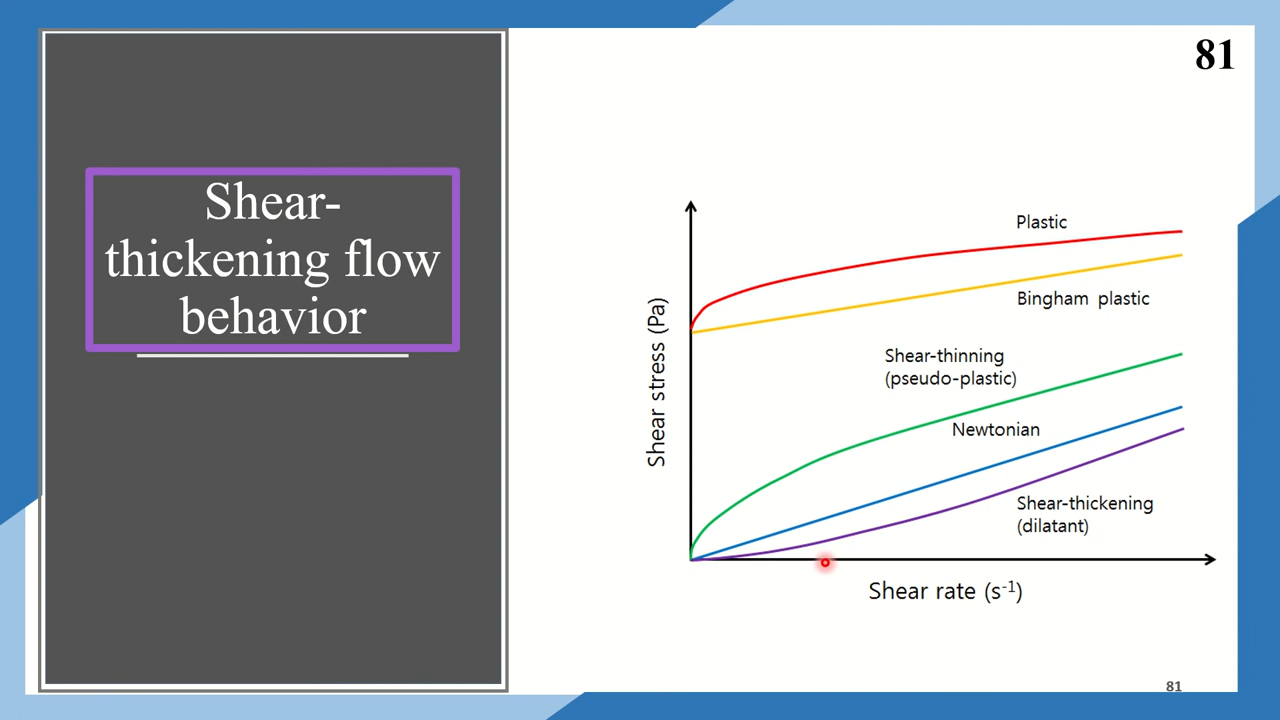 81
Shear-
thickening flow
behavior
Plastic
Bingham plastic
Shear-thinning
(pseudo-plastic)
Newtonian
Shear-thickening
(dilatant)
Shear stress (Pa)
Shear rate (s⁻¹)
81